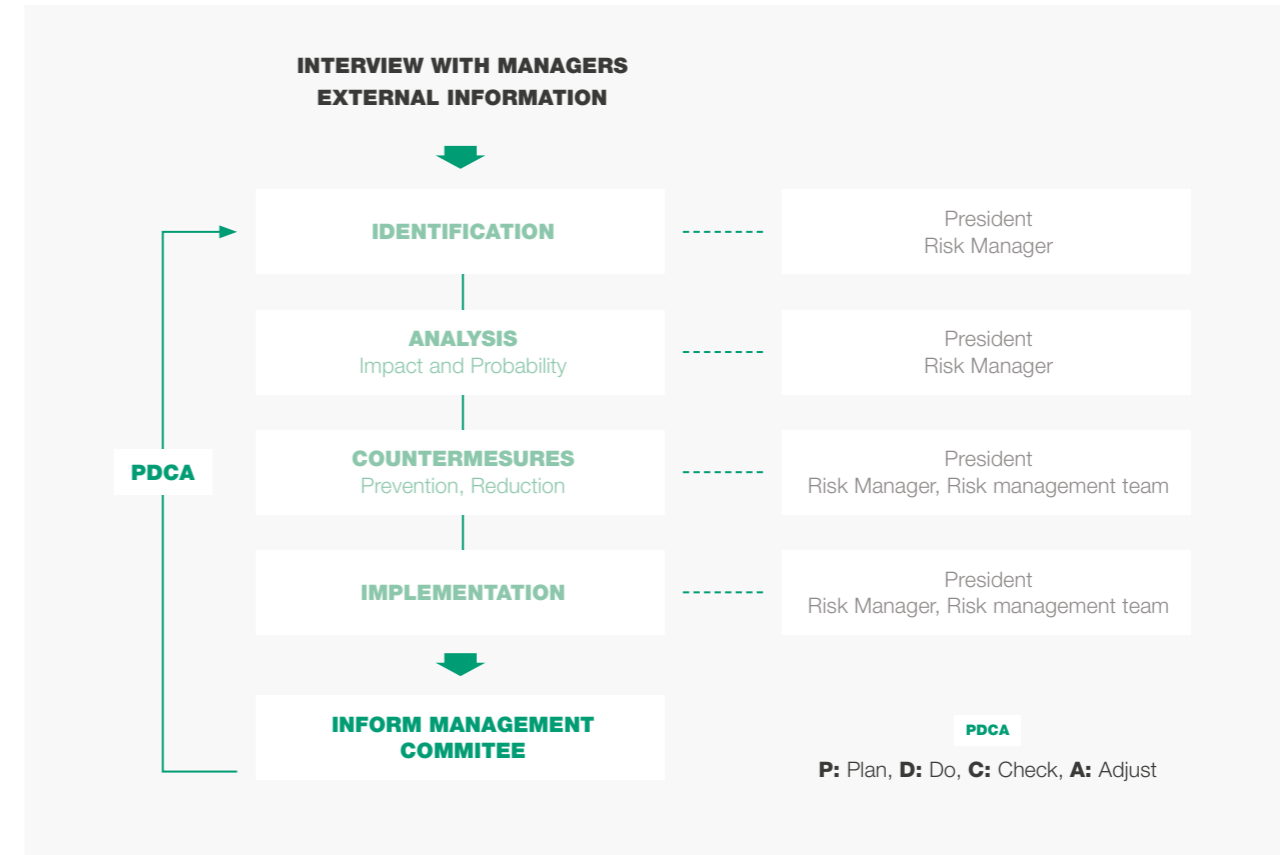 INTERVIEW WITH MANAGERS
EXTERNAL INFORMATION
IDENTIFICATION
President
Risk Manager
ANALYSIS
Impact and Probability
President
Risk Manager
PDCA
COUNTERMESURES
Prevention, Reduction
President
Risk Manager, Risk management team
IMPLEMENTATION
President
Risk Manager, Risk management team
INFORM MANAGEMENT
COMMITEE
PDCA
P: Plan, D: Do, C: Check, A: Adjust